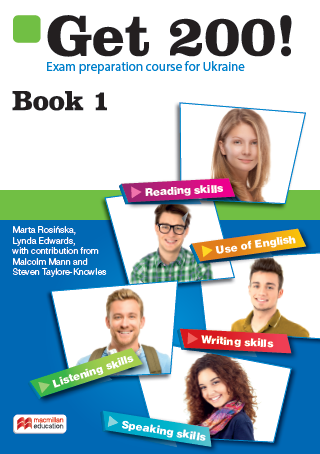 Get 200!
Exam preparation course for Ukraine
Book 1
Reading skills
Marta Rosińska,
Lynda Edwards,
with contribution from
Malcolm Mann and
Steven Taylore-Knowles
Use of English
Writing skills
Listening skills
Speaking skills
macmillan
education